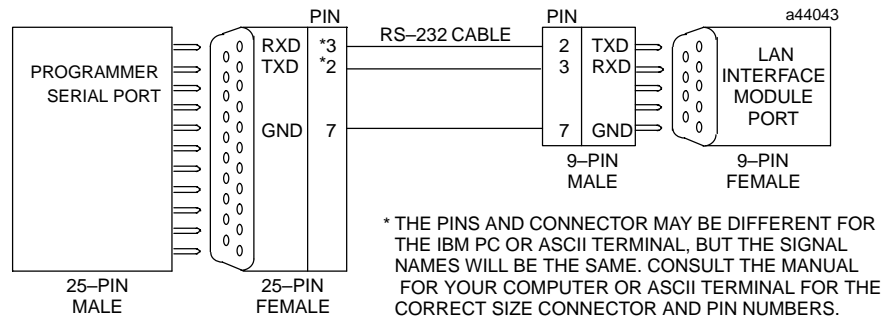 PIN PIN a44043
RXD *3 RS–232 CABLE 2 TXD
TXD *2 3 RXD
PROGRAMMER
SERIAL PORT
LAN
INTERFACE
MODULE
PORT
GND 7 7 GND
9–PIN
MALE
9–PIN
FEMALE
* THE PINS AND CONNECTOR MAY BE DIFFERENT FOR
THE IBM PC OR ASCII TERMINAL, BUT THE SIGNAL
NAMES WILL BE THE SAME. CONSULT THE MANUAL
FOR YOUR COMPUTER OR ASCII TERMINAL FOR THE
CORRECT SIZE CONNECTOR AND PIN NUMBERS.
25–PIN
MALE
25–PIN
FEMALE